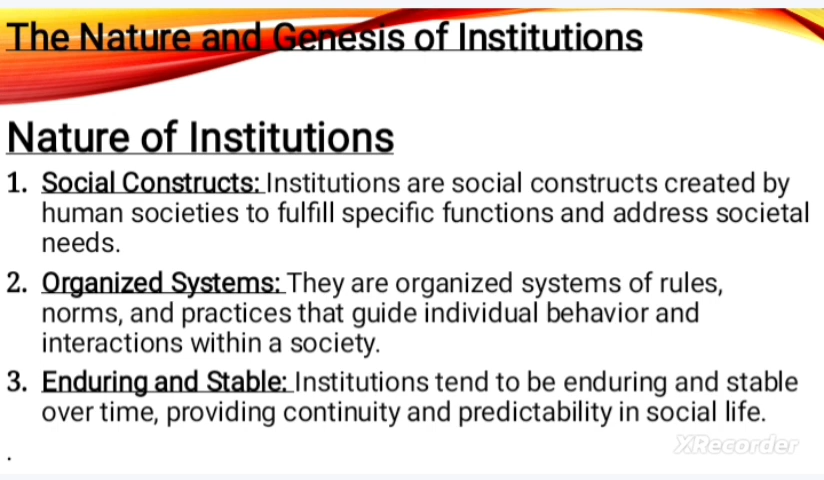 The Nature and Genesis of Institutions
Nature of Institutions
1. Social Constructs: Institutions are social constructs created by
human societies to fulfill specific functions and address societal
needs.
2. Organized Systems: They are organized systems of rules,
norms, and practices that guide individual behavior and
interactions within a society.
3. Enduring and Stable: Institutions tend to be enduring and stable
over time, providing continuity and predictability in social life.
XRecorder
.